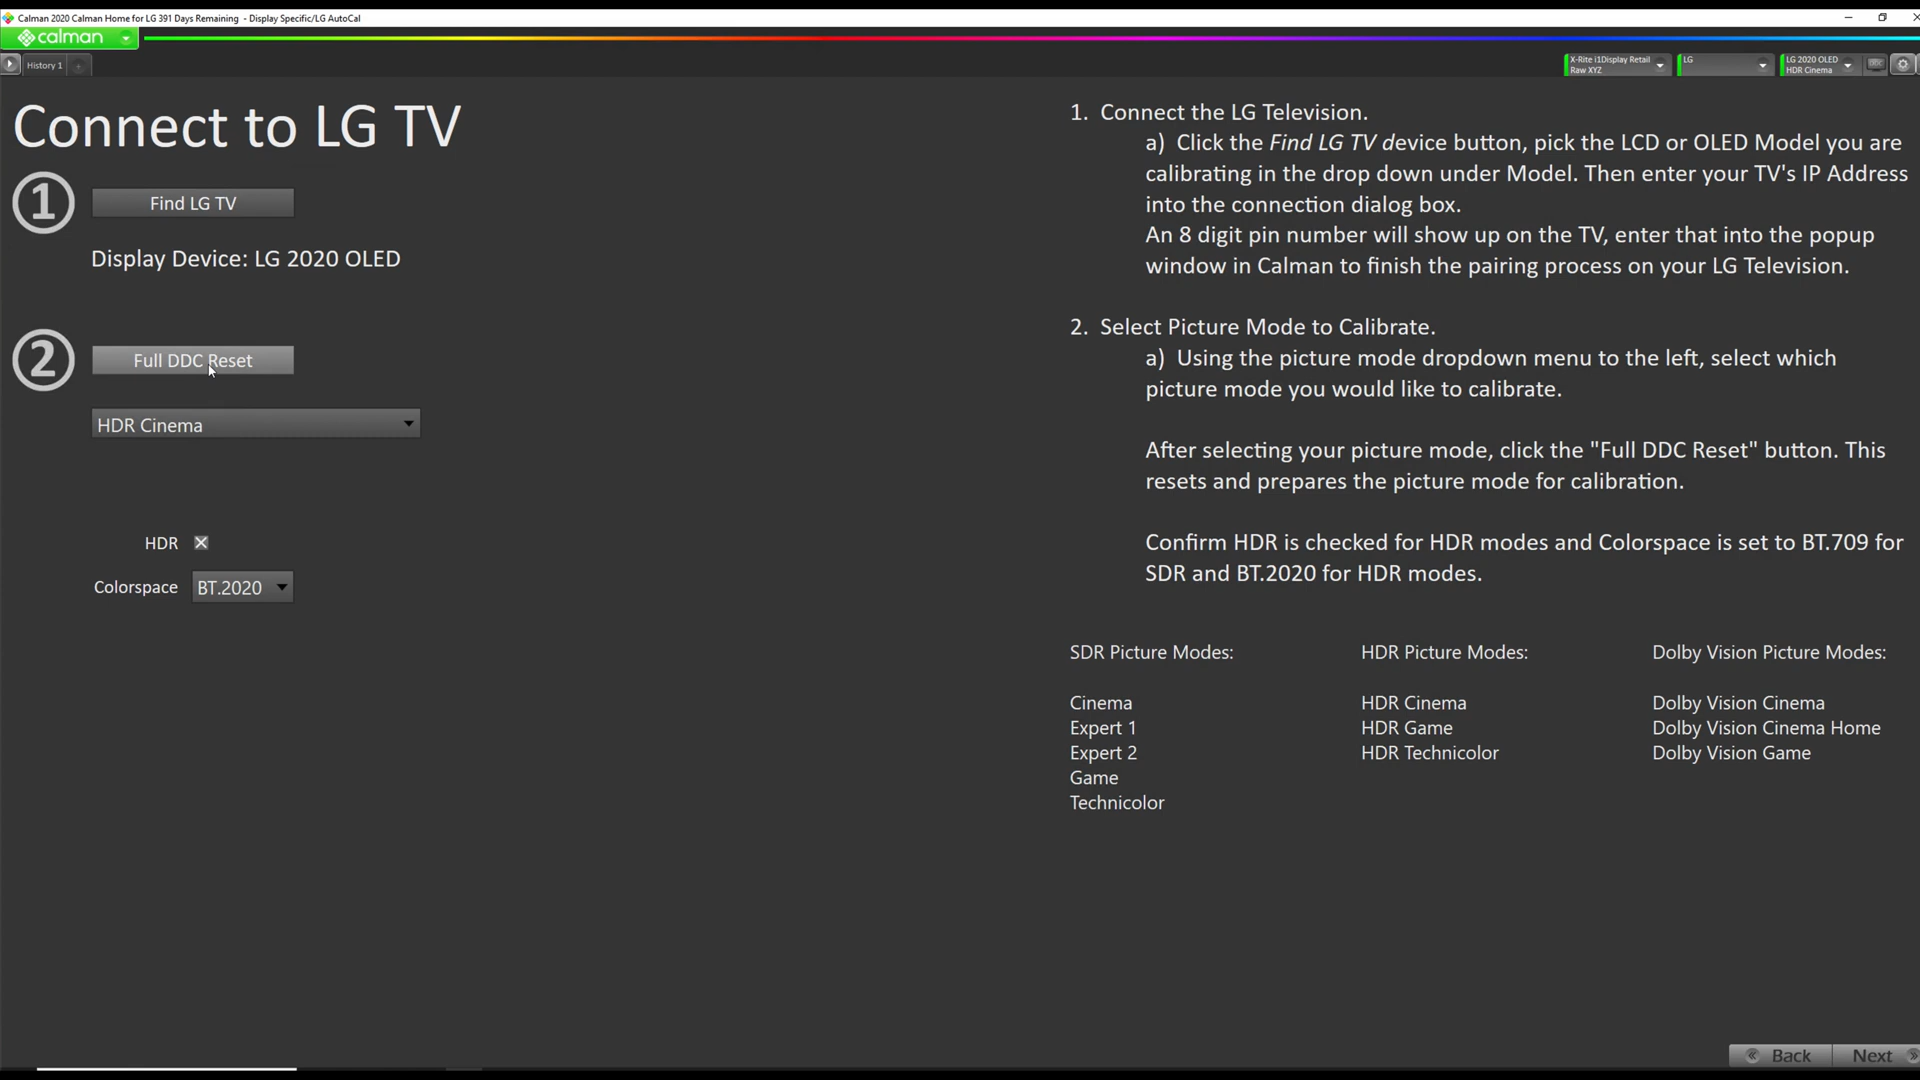 Calman 2020 Calman Home for LG 391 Days Remaining - Display Specific/LG AutoCal
calman
History 1
X-Rite i1Display Retail
Raw XYZ
LG
LG 2020 OLED
HDR Cinema
Connect to LG TV
1
Find LG TV
Display Device: LG 2020 OLED
2
Full DDC Reset
HDR Cinema
HDR
Colorspace BT.2020
1. Connect the LG Television.
a) Click the Find LG TV device button, pick the LCD or OLED Model you are
calibrating in the drop down under Model. Then enter your TV's IP Address
into the connection dialog box.
An 8 digit pin number will show up on the TV, enter that into the popup
window in Calman to finish the pairing process on your LG Television.
2. Select Picture Mode to Calibrate.
a) Using the picture mode dropdown menu to the left, select which
picture mode you would like to calibrate.
After selecting your picture mode, click the "Full DDC Reset" button. This
resets and prepares the picture mode for calibration.
Confirm HDR is checked for HDR modes and Colorspace is set to BT.709 for
SDR and BT.2020 for HDR modes.
SDR Picture Modes:
Cinema
Expert 1
Expert 2
Game
Technicolor
HDR Picture Modes:
HDR Cinema
HDR Game
HDR Technicolor
Dolby Vision Picture Modes:
Dolby Vision Cinema
Dolby Vision Cinema Home
Dolby Vision Game
Back
Next